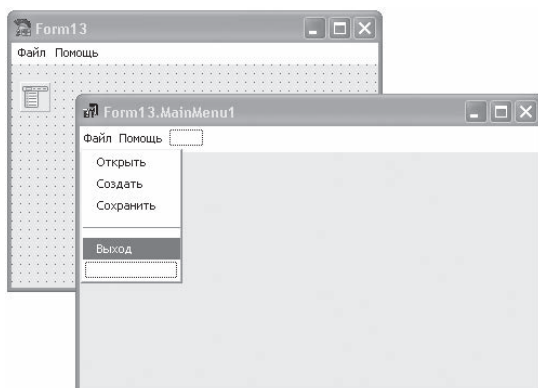 Form13
Файл Помощь
Form13.MainMenu1
Файл Помощь
Открыть
Создать
Сохранить
Выход